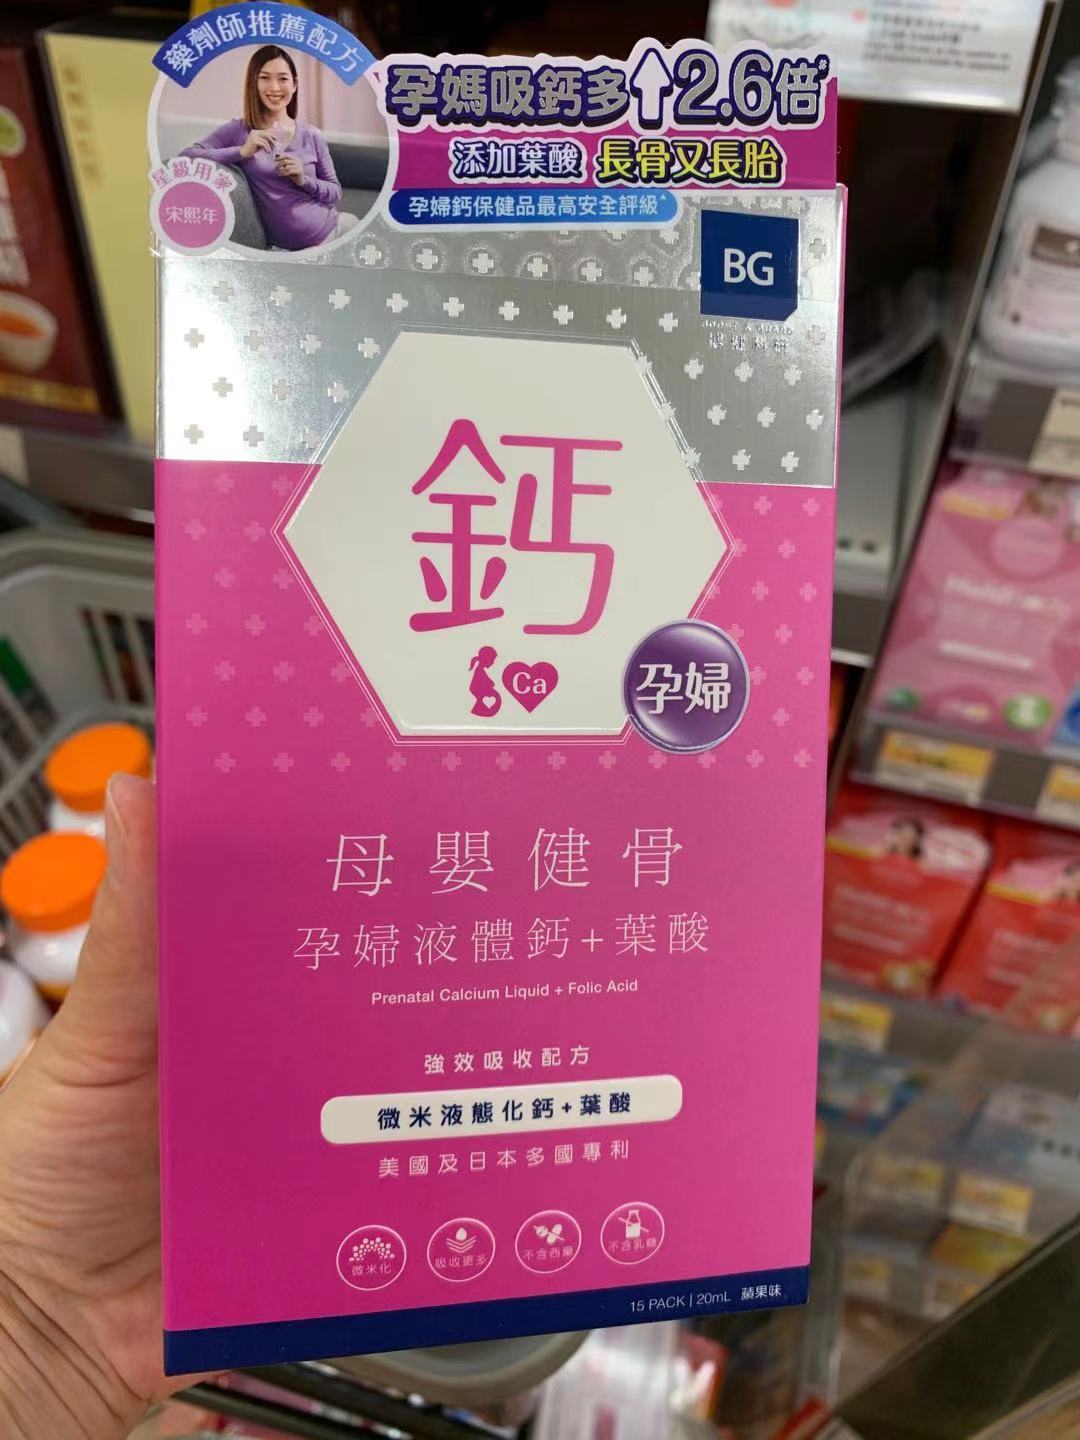 藥劑師推薦配方
孕媽吸鈣多↑2.6倍*
添加葉酸 長骨又長胎
孕婦鈣保健品最高安全評級^
星級用家
宋熙年
BG
BOOST & GUARD
鈣
Ca
孕婦
母嬰健骨
孕婦液體鈣+葉酸
Prenatal Calcium Liquid + Folic Acid
強效吸收配方
微米液態化鈣+葉酸
美國及日本多國專利
微米化
吸收更多
不含西藥
不含乳糖
15 PACK | 20mL 蘋果味